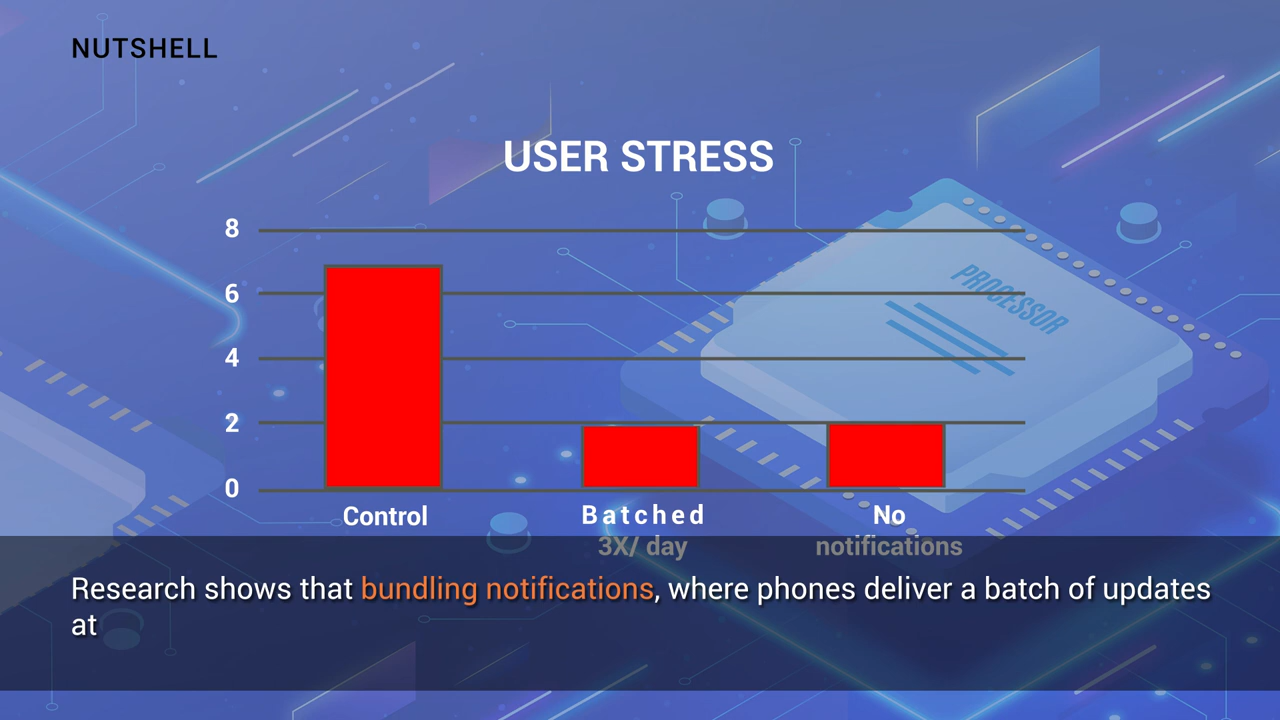 NUTSHELL
USER STRESS
8
6
4
2
0
PROCESSOR
Control
Batched
3X/ day
No
notifications
Research shows that bundling notifications, where phones deliver a batch of updates
at